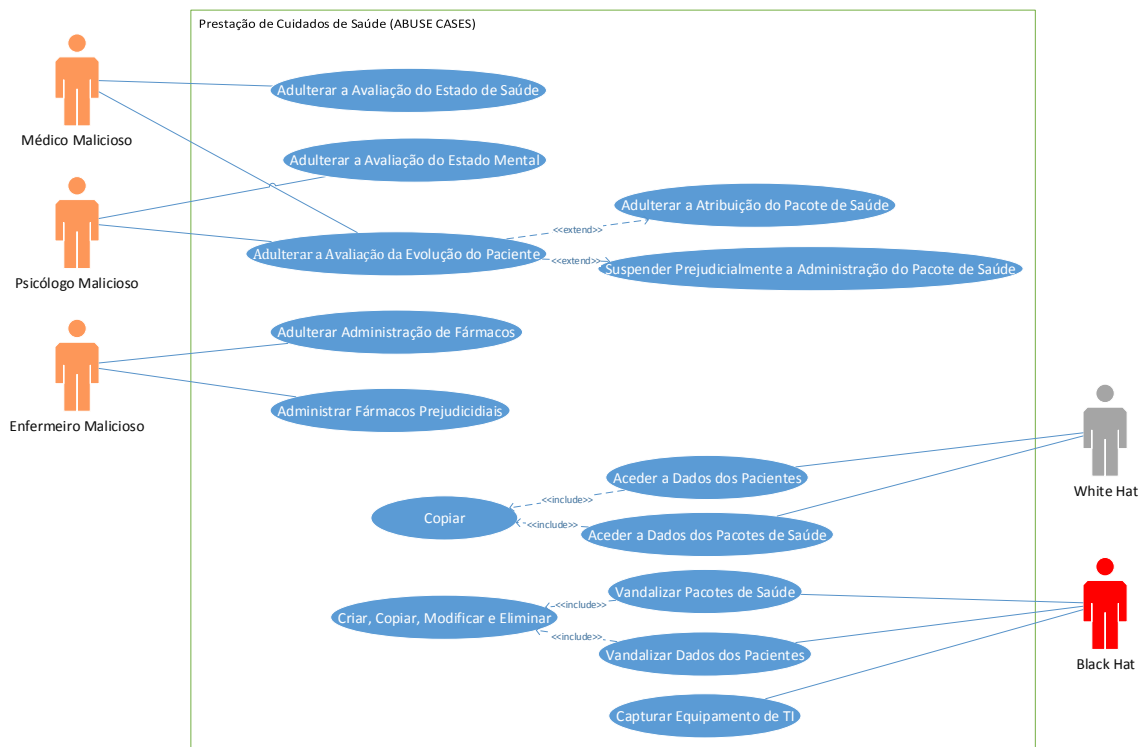 Prestação de Cuidados de Saúde (ABUSE CASES)
Adulterar a Avaliação do Estado de Saúde
Médico Malicioso
Adulterar a Avaliação do Estado Mental
Adulterar a Atribuição do Pacote de Saúde
<<extend>>
Adulterar a Avaliação da Evolução do Paciente
<<extend>>
Suspender Prejudicialmente a Administração do Pacote de Saúde
Psicólogo Malicioso
Adulterar Administração de Fármacos
Administrar Fármacos Prejudicidiais
Enfermeiro Malicioso
Aceder a Dados dos Pacientes
White Hat
<<include>>
Copiar
<<include>>
Aceder a Dados dos Pacotes de Saúde
Vandalizar Pacotes de Saúde
<<include>>
Criar, Copiar, Modificar e Eliminar
<<include>>
Vandalizar Dados dos Pacientes
Black Hat
Capturar Equipamento de TI